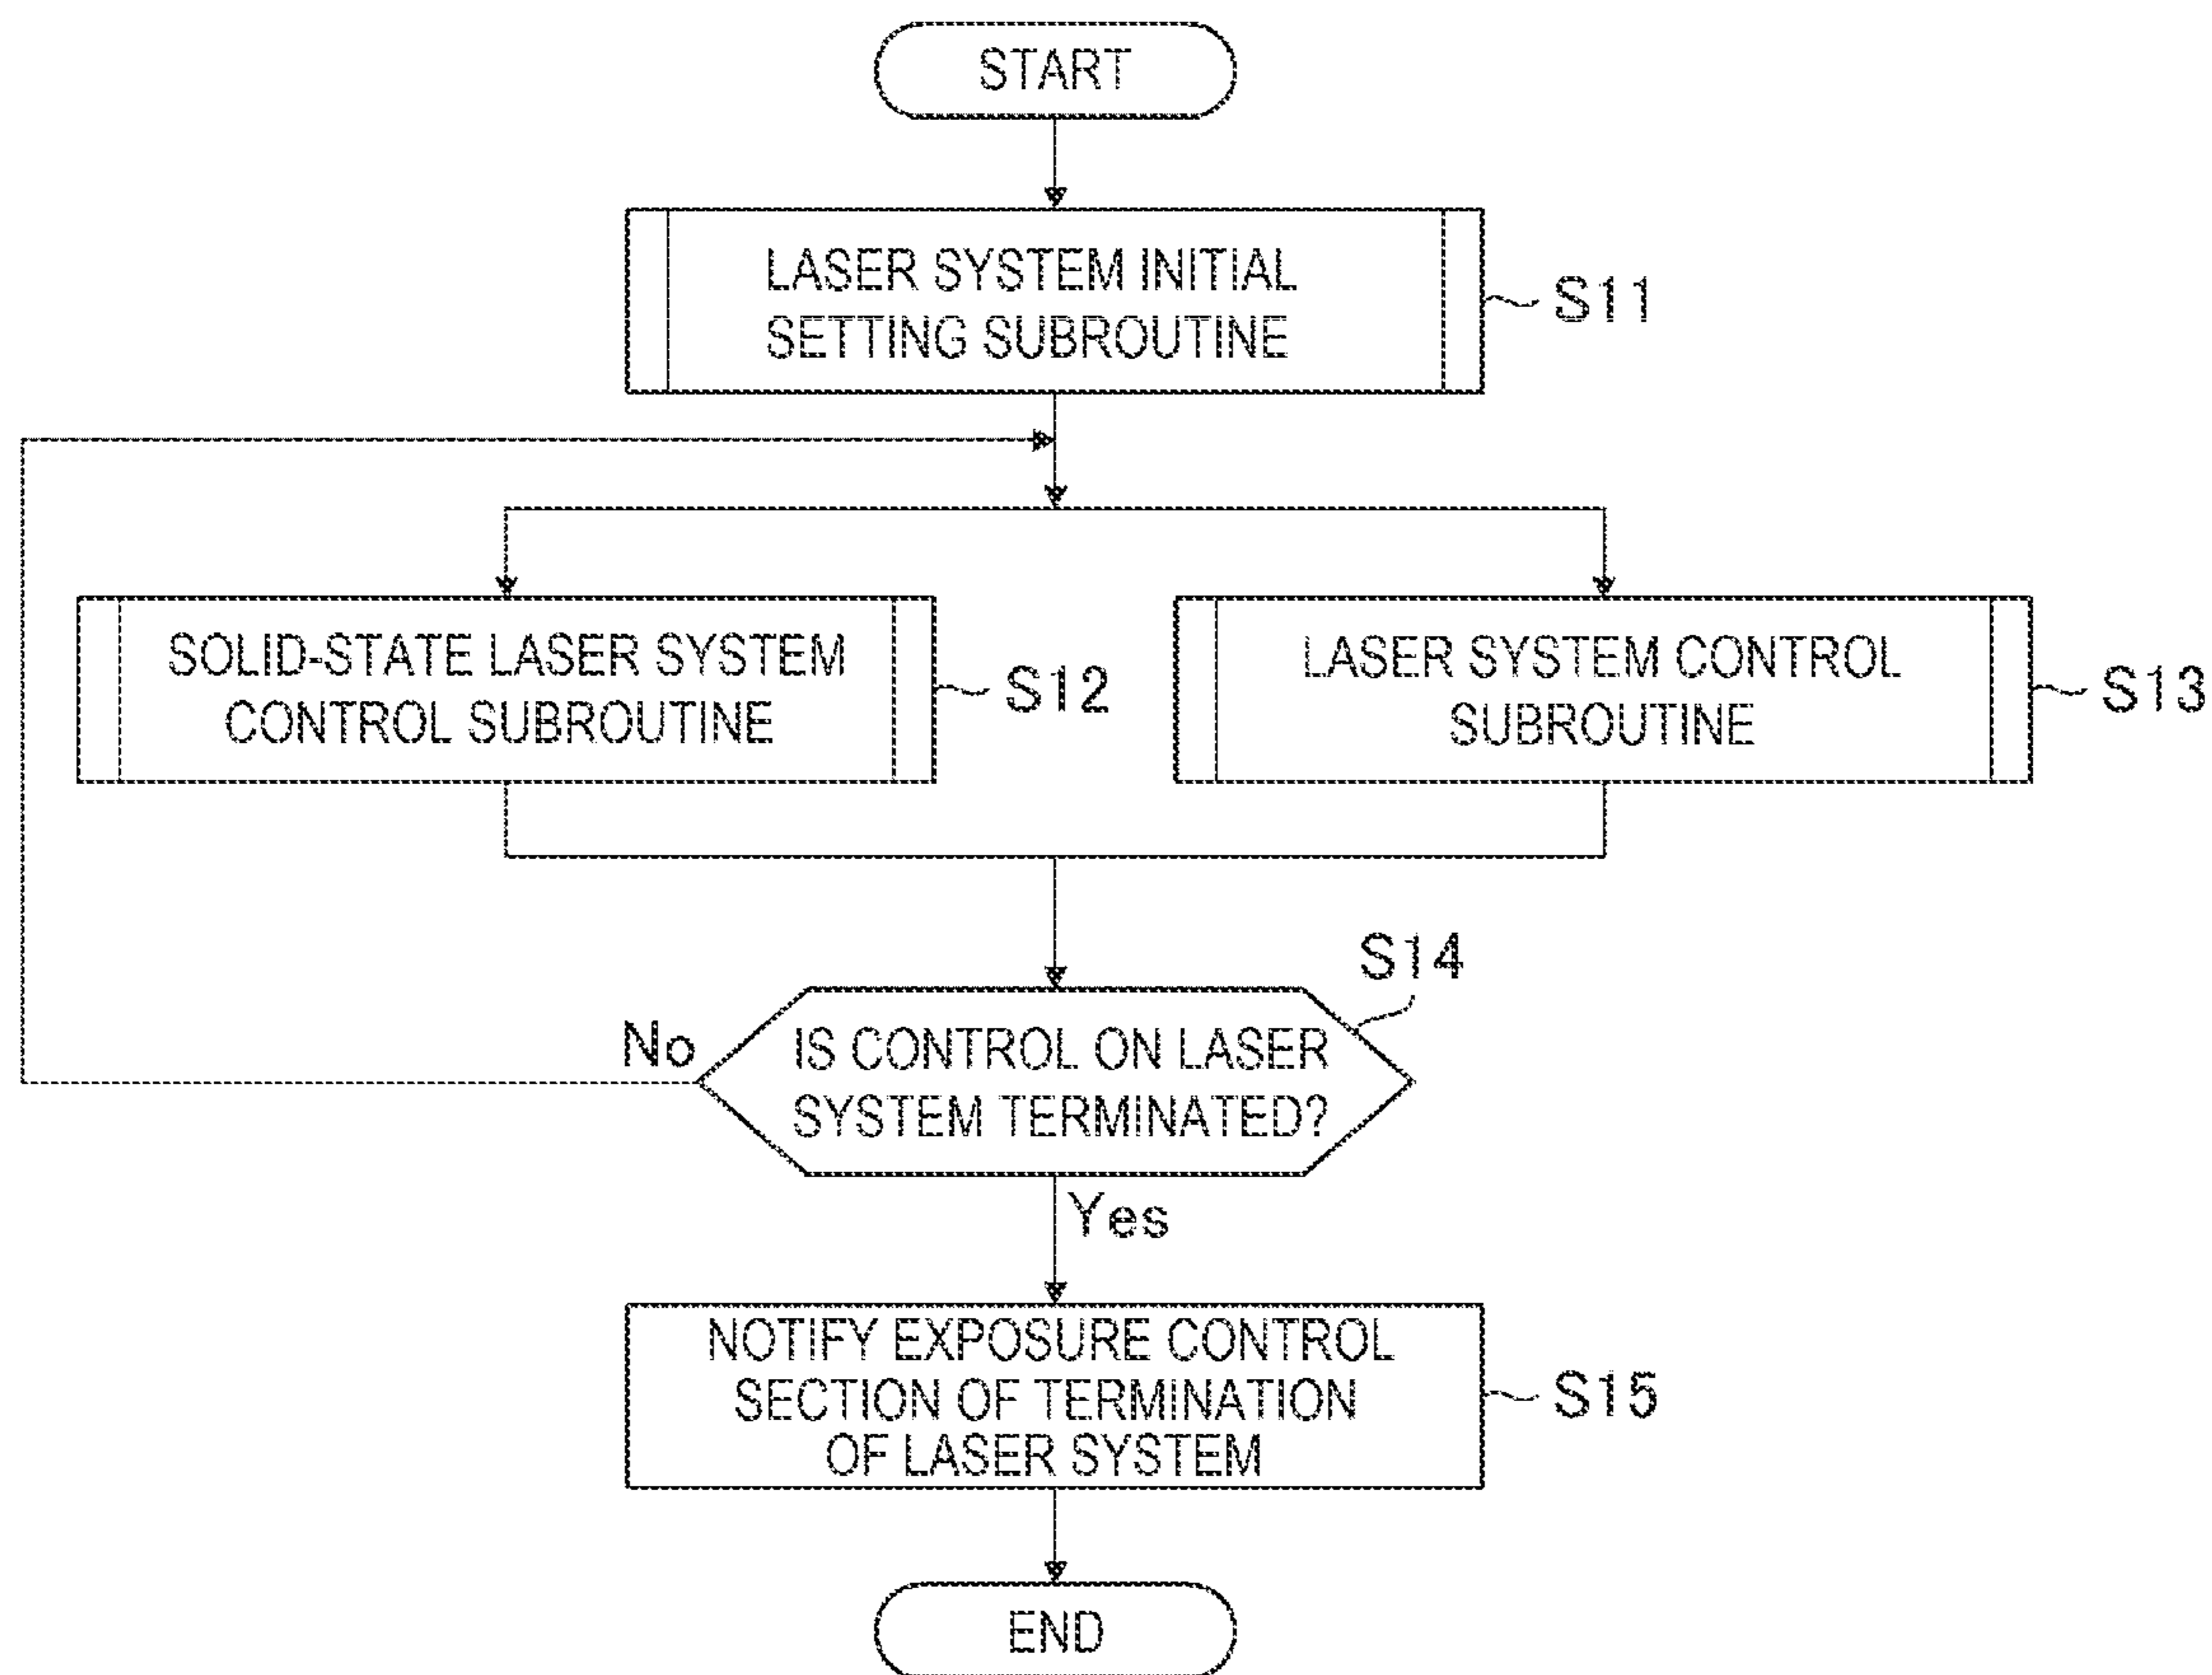 START
LASER SYSTEM INITIAL
SETTING SUBROUTINE
S11
SOLID-STATE LASER SYSTEM
CONTROL SUBROUTINE
S12
LASER SYSTEM CONTROL
SUBROUTINE
S13
S14
No
IS CONTROL ON LASER
SYSTEM TERMINATED?
Yes
NOTIFY EXPOSURE CONTROL
SECTION OF TERMINATION
OF LASER SYSTEM
S15
END